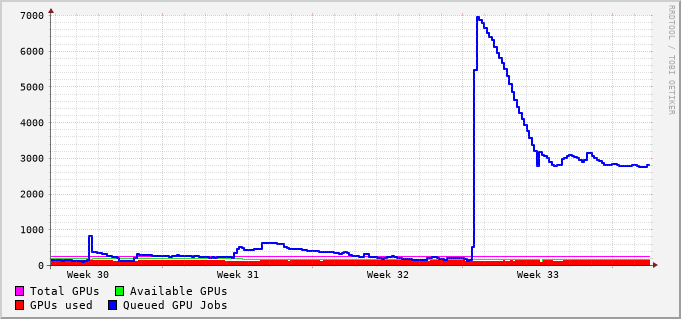 7000
6000
5000
4000
3000
2000
1000
0
Week 30 Week 31 Week 32 Week 33
Total GPUs Available GPUs
GPUs used Queued GPU Jobs
RRDTOOL / TOBI OETIKER